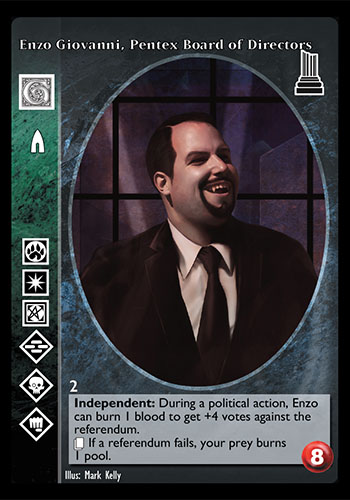 Enzo Giovanni, Pentex Board of Directors
2
Independent: During a political action, Enzo
can burn 1 blood to get +4 votes against the
referendum.
If a referendum fails, your prey burns
1 pool.
8
Illus: Mark Kelly